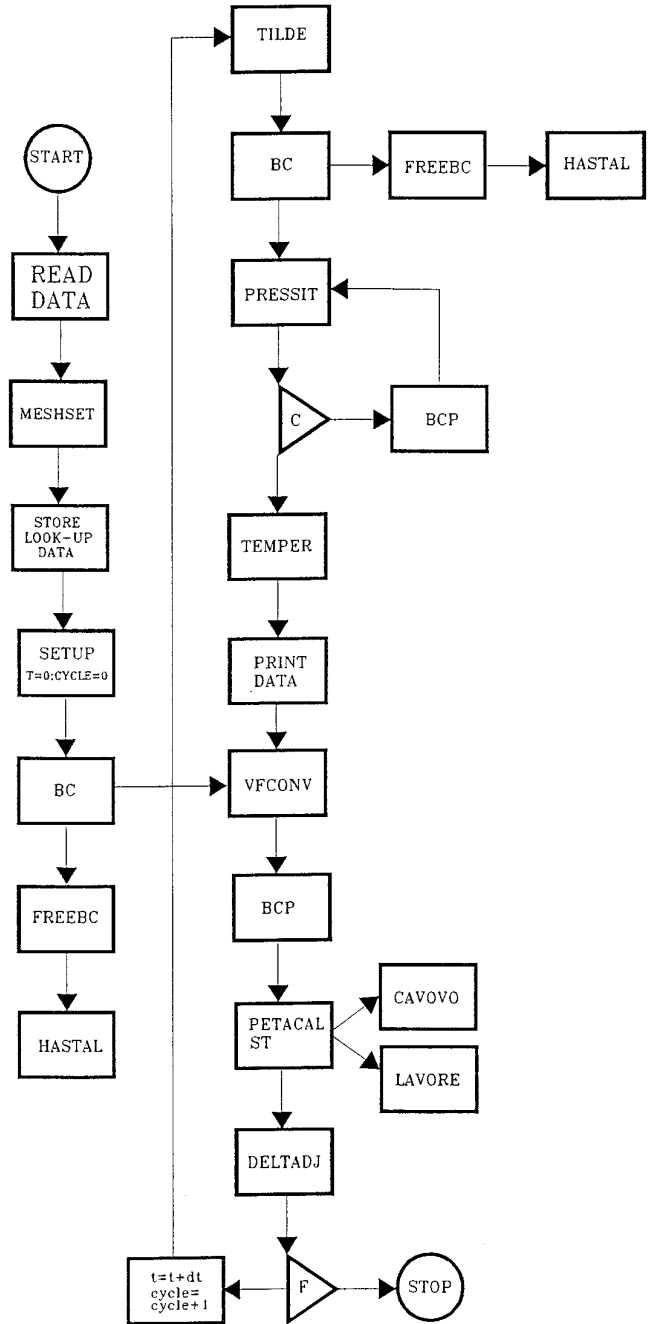 START
READ
DATA
MESHSET
STORE
LOOK-UP
DATA
SETUP
T=0:CYCLE=0
BC
FREEBC
HASTAL
TILDE
BC
FREEBC
HASTAL
PRESSIT
C
BCP
TEMPER
PRINT
DATA
VFCONV
BCP
PETACAL
ST
CAVOVO
LAVORE
DELTADJ
F
STOP
t=t+dt
cycle=
cycle+1